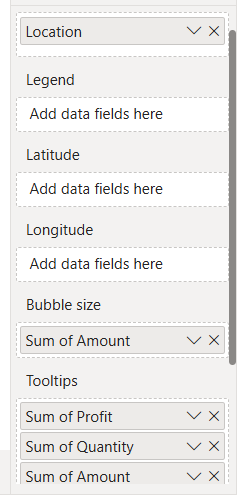 Location
Legend
Add data fields here
Latitude
Add data fields here
Longitude
Add data fields here
Bubble size
Sum of Amount
Tooltips
Sum of Profit
Sum of Quantity
Sum of Amount